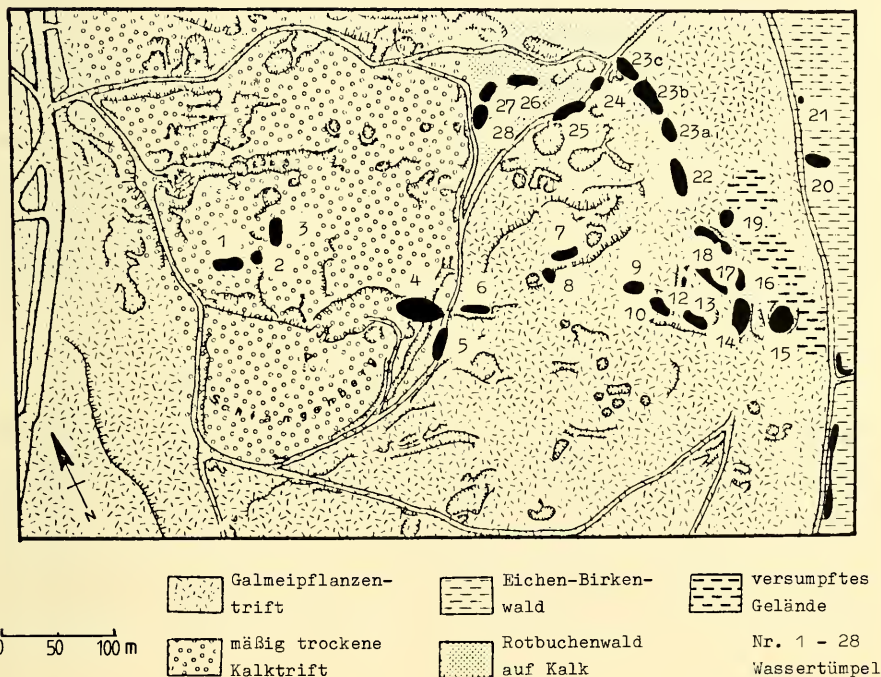 23c
23b
27 26
24
21
28
25
23a
22
20
1
3
7
19
2
18
8
9
17
16
4
6
12
10
13
14
15
5
Schlangenberg
N
Galmeipflanzen-
trift
Eichen-Birken-
wald
versumpftes
Gelände
0 50 100 m
mäßig trockene
Kalktrift
Rotbuchenwald
auf Kalk
Nr. 1 - 28
Wassertümpel